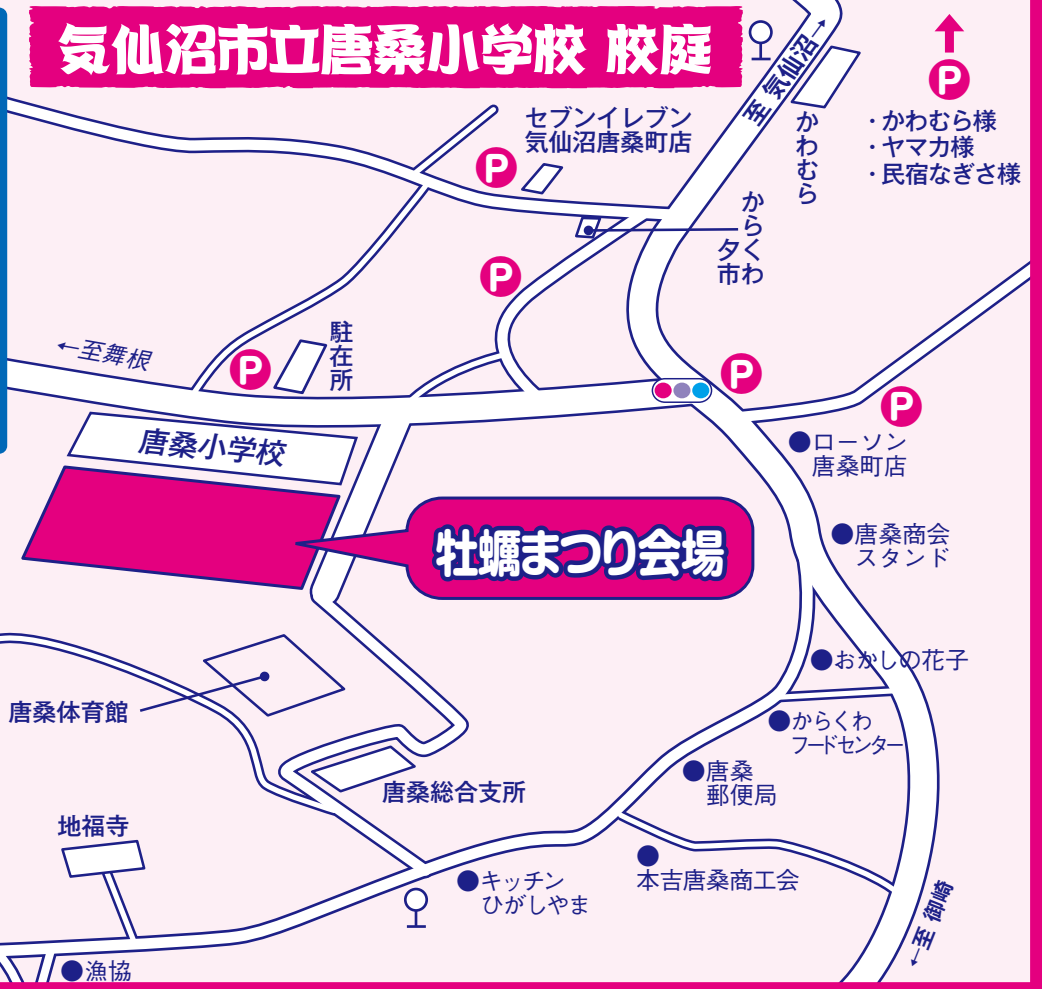 気仙沼市立唐桑小学校 校庭
至 気仙沼→
P
・かわむら様
・ヤマカ様
・民宿なぎさ様
かわむら
セブンイレブン
気仙沼唐桑町店
P
からくわ
夕市
P
←至舞根
駐在所
P
P
P
唐桑小学校
ローソン
唐桑町店
牡蠣まつり会場
唐桑商会
スタンド
おかしの花子
唐桑体育館
からくわ
フードセンター
唐桑
郵便局
唐桑総合支所
地福寺
本吉唐桑商工会
キッチン
ひがしやま
←至 御崎
漁協